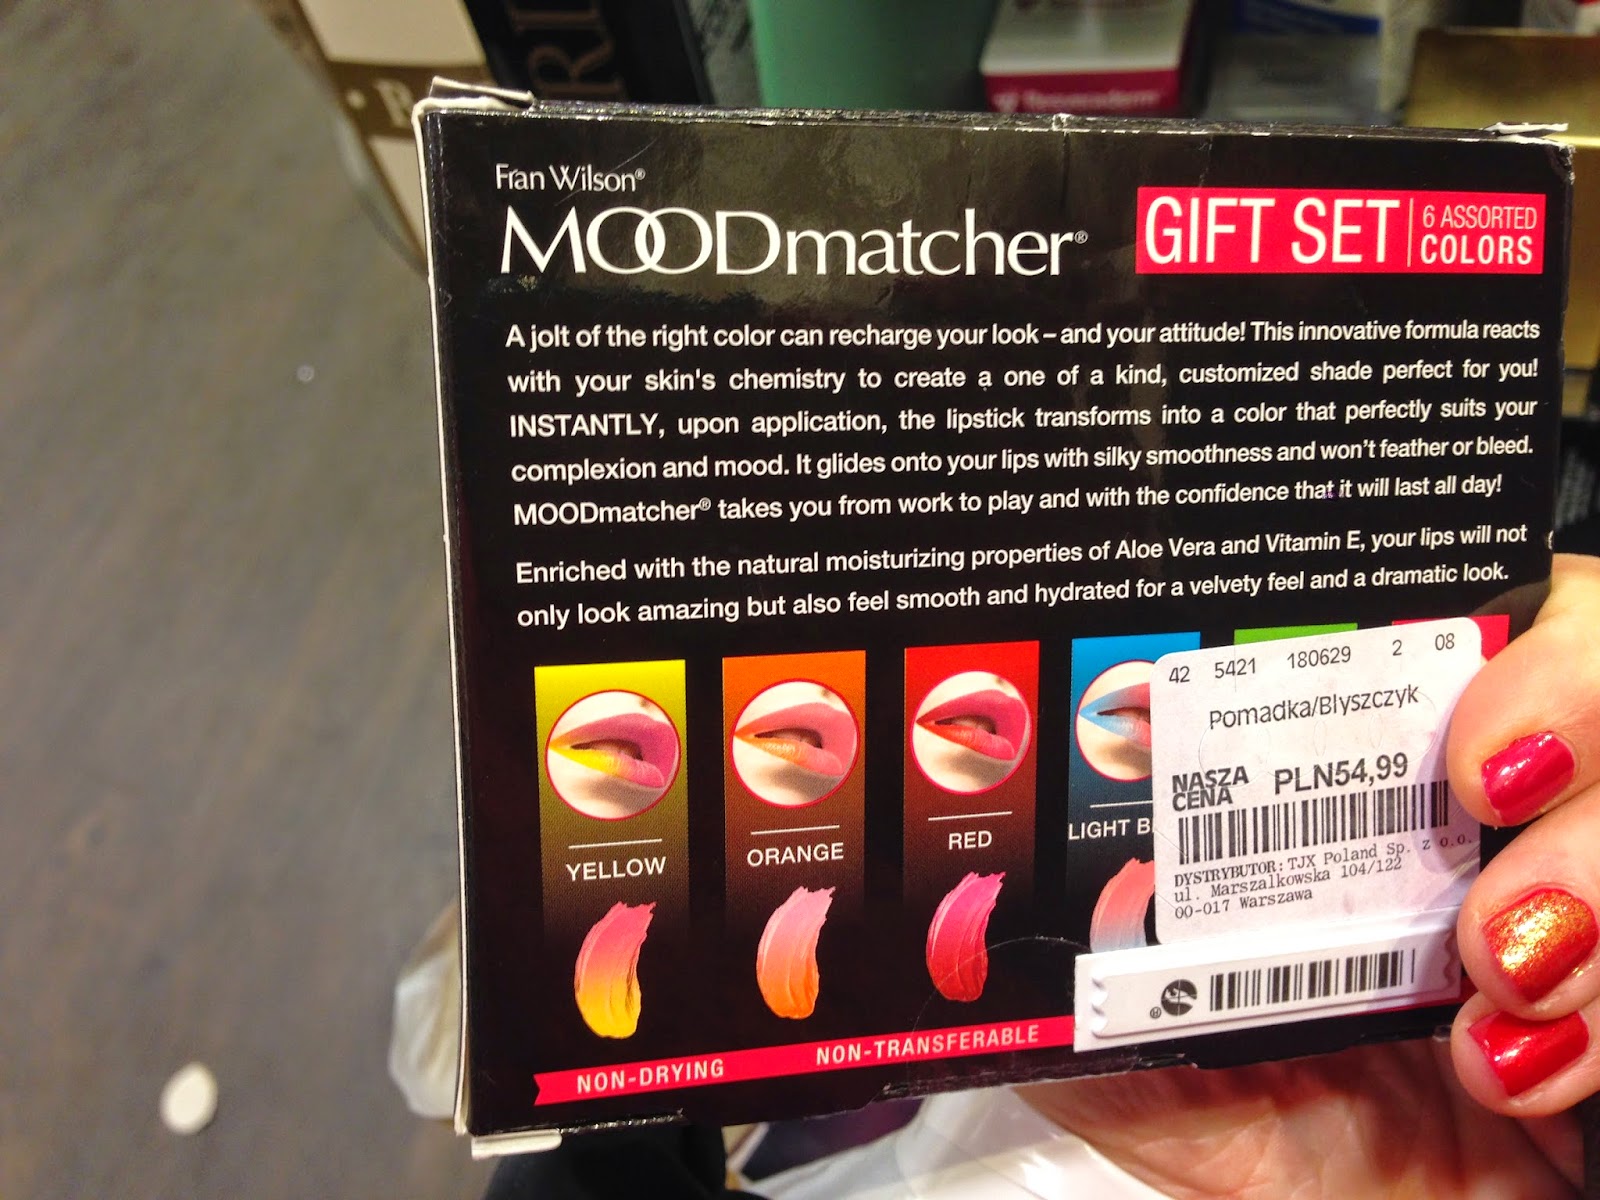 Fran Wilson®
MOODmatcher®
GIFT SET | 6 ASSORTED
COLORS
A jolt of the right color can recharge your look – and your attitude! This innovative formula reacts
with your skin's chemistry to create a one of a kind, customized shade perfect for you!
INSTANTLY, upon application, the lipstick transforms into a color that perfectly suits your
complexion and mood. It glides onto your lips with silky smoothness and won't feather or bleed.
MOODmatcher® takes you from work to play and with the confidence that it will last all day!
Enriched with the natural moisturizing properties of Aloe Vera and Vitamin E, your lips will not
only look amazing but also feel smooth and hydrated for a velvety feel and a dramatic look.
YELLOW
ORANGE
RED
LIGHT
NON-DRYING
NON-TRANSFERABLE
42 5421 180629 2 08
Pomadka/Blyszczyk
NASZA
CENA
PLN54,99
DYSTRYBUTOR: TJX Poland Sp. z o.o.
ul. Marszalkowska 104/122
00-017 Warszawa
®